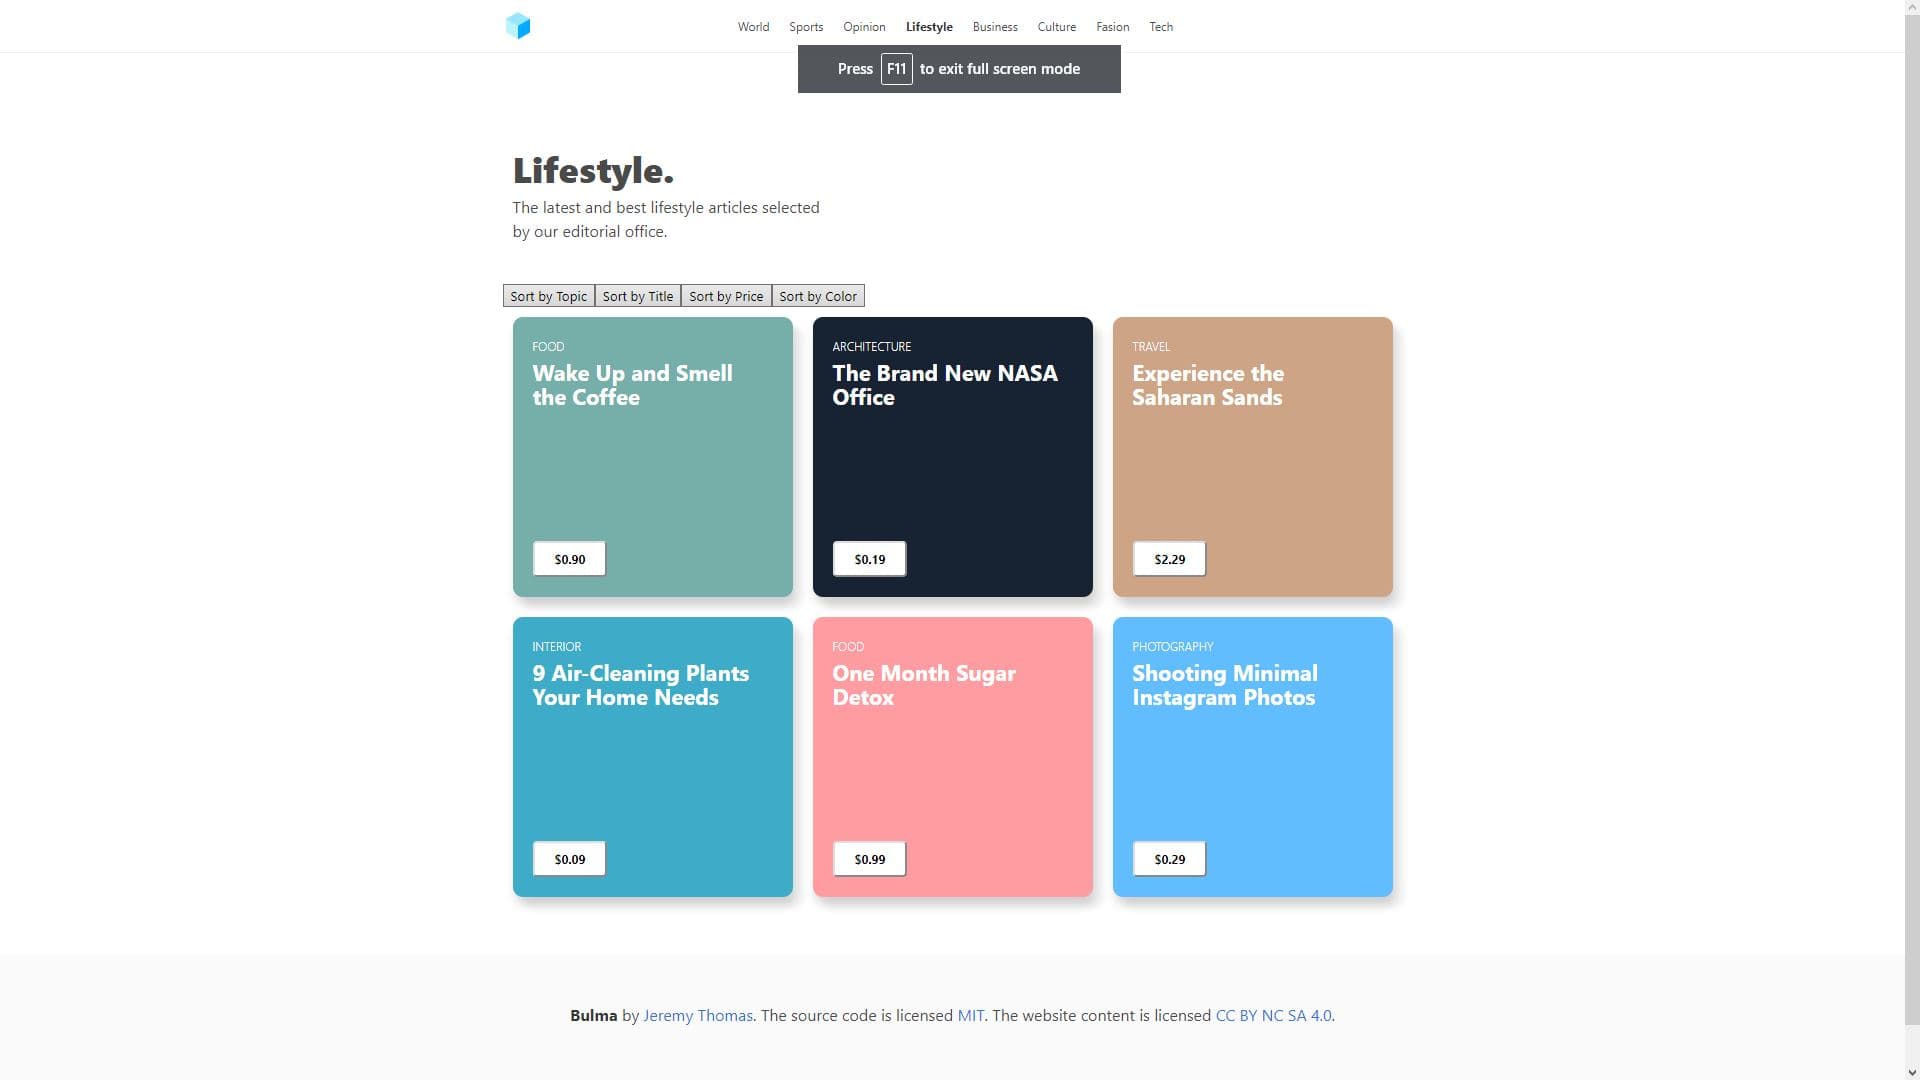 World Sports Opinion Lifestyle Business Culture Fasion Tech
Press F11 to exit full screen mode
Lifestyle.
The latest and best lifestyle articles selected
by our editorial office.
Sort by Topic Sort by Title Sort by Price Sort by Color
FOOD
Wake Up and Smell
the Coffee
$0.90
ARCHITECTURE
The Brand New NASA
Office
$0.19
TRAVEL
Experience the
Saharan Sands
$2.29
INTERIOR
9 Air-Cleaning Plants
Your Home Needs
$0.09
FOOD
One Month Sugar
Detox
$0.99
PHOTOGRAPHY
Shooting Minimal
Instagram Photos
$0.29
Bulma by Jeremy Thomas. The source code is licensed MIT. The website content is licensed CC BY NC SA 4.0.